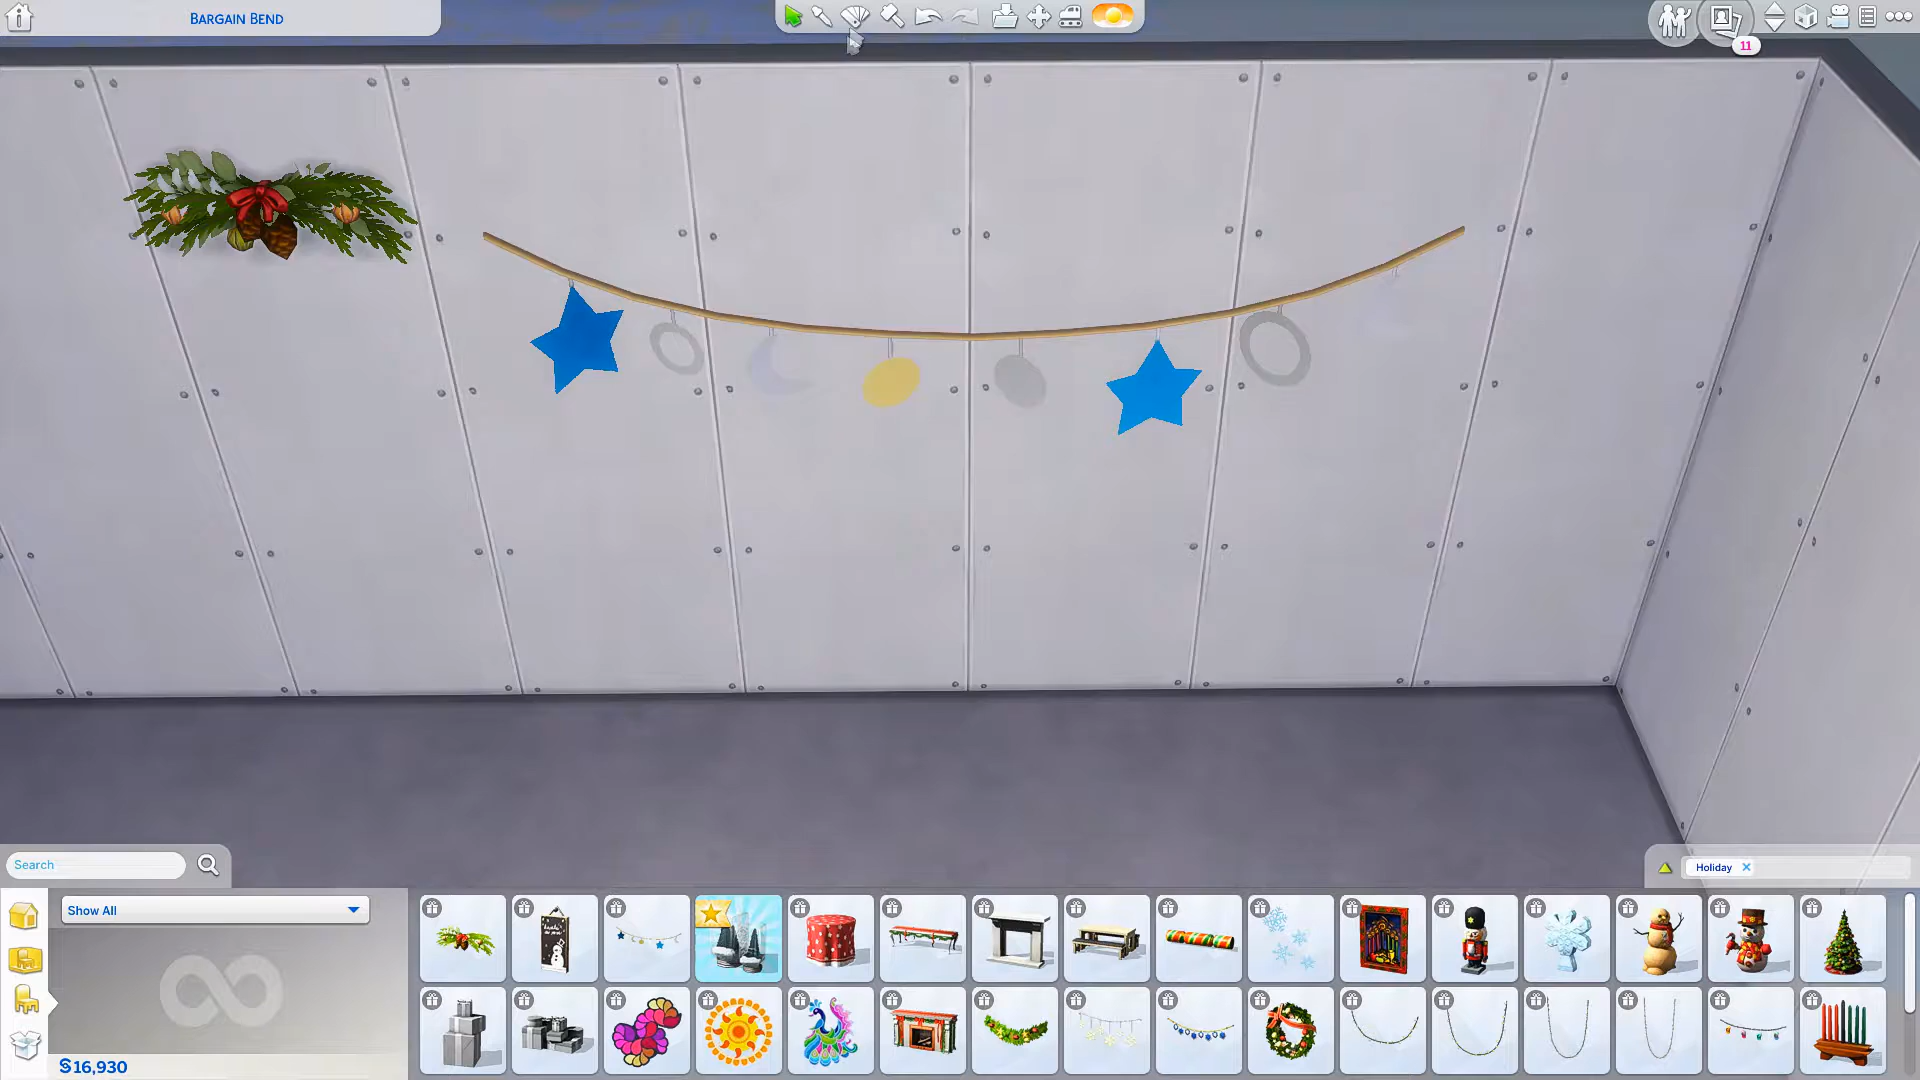 BARGAIN BEND
11
Search
Holiday
Show All
§16,930